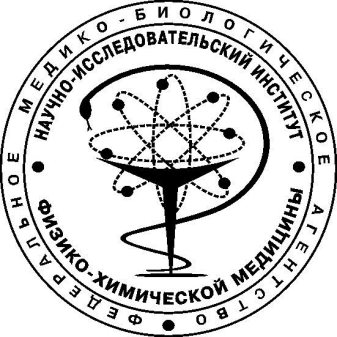 ФЕДЕРАЛЬНОЕ МЕДИКО-БИОЛОГИЧЕСКОЕ АГЕНТСТВО
НАУЧНО-ИССЛЕДОВАТЕЛЬСКИЙ ИНСТИТУТ
ФИЗИКО-ХИМИЧЕСКОЙ МЕДИЦИНЫ